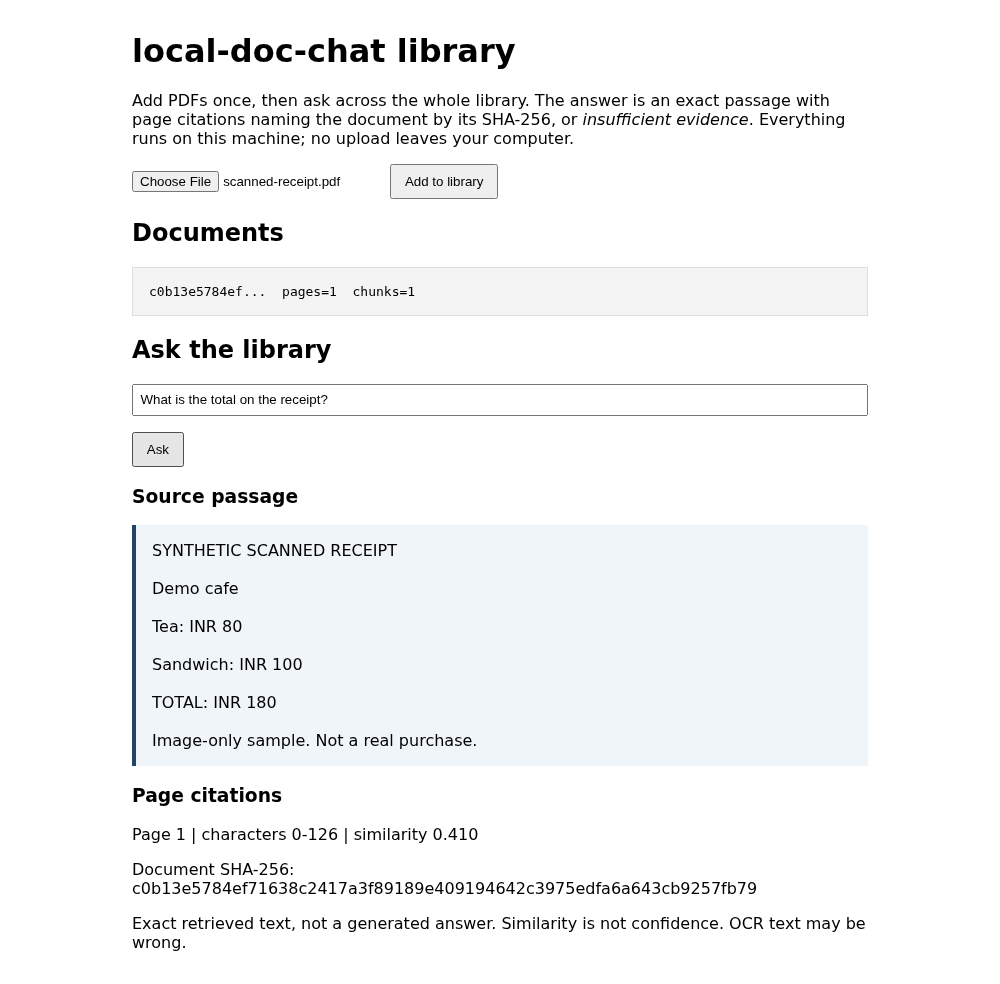 local-doc-chat library
Add PDFs once, then ask across the whole library. The answer is an exact passage with
page citations naming the document by its SHA-256, or insufficient evidence. Everything
runs on this machine; no upload leaves your computer.
Choose File scanned-receipt.pdf Add to library
Documents
c0b13e5784ef... pages=1 chunks=1
Ask the library
What is the total on the receipt?
Ask
Source passage
SYNTHETIC SCANNED RECEIPT
Demo cafe
Tea: INR 80
Sandwich: INR 100
TOTAL: INR 180
Image-only sample. Not a real purchase.
Page citations
Page 1 | characters 0-126 | similarity 0.410
Document SHA-256:
c0b13e5784ef71638c2417a3f89189e409194642c3975edfa6a643cb9257fb79
Exact retrieved text, not a generated answer. Similarity is not confidence. OCR text may be
wrong.